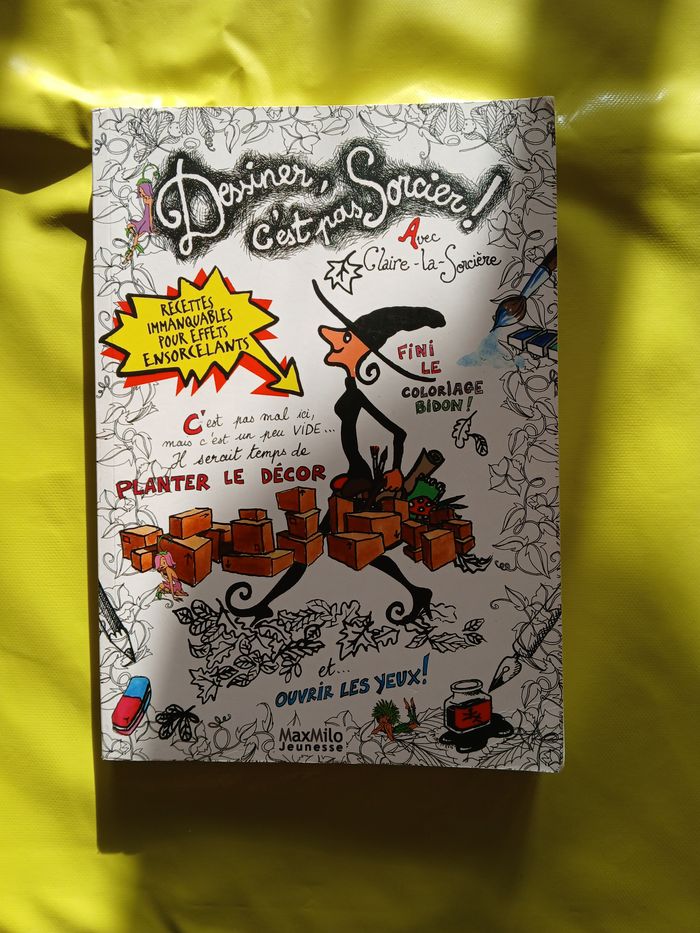 Dessiner,
c'est pas Sorcier!
Avec
Claire-la-Sorcière
RECETTES
IMMANQUABLES
POUR EFFETS
ENSORCELANTS
FINI
LE
COLORIAGE
BIDON!
C'est pas mal ici,
mais c'est un peu VIDE...
Il serait temps de
PLANTER LE DÉCOR
et...
OUVRIR LES YEUX!
MaxMilo
Jeunesse